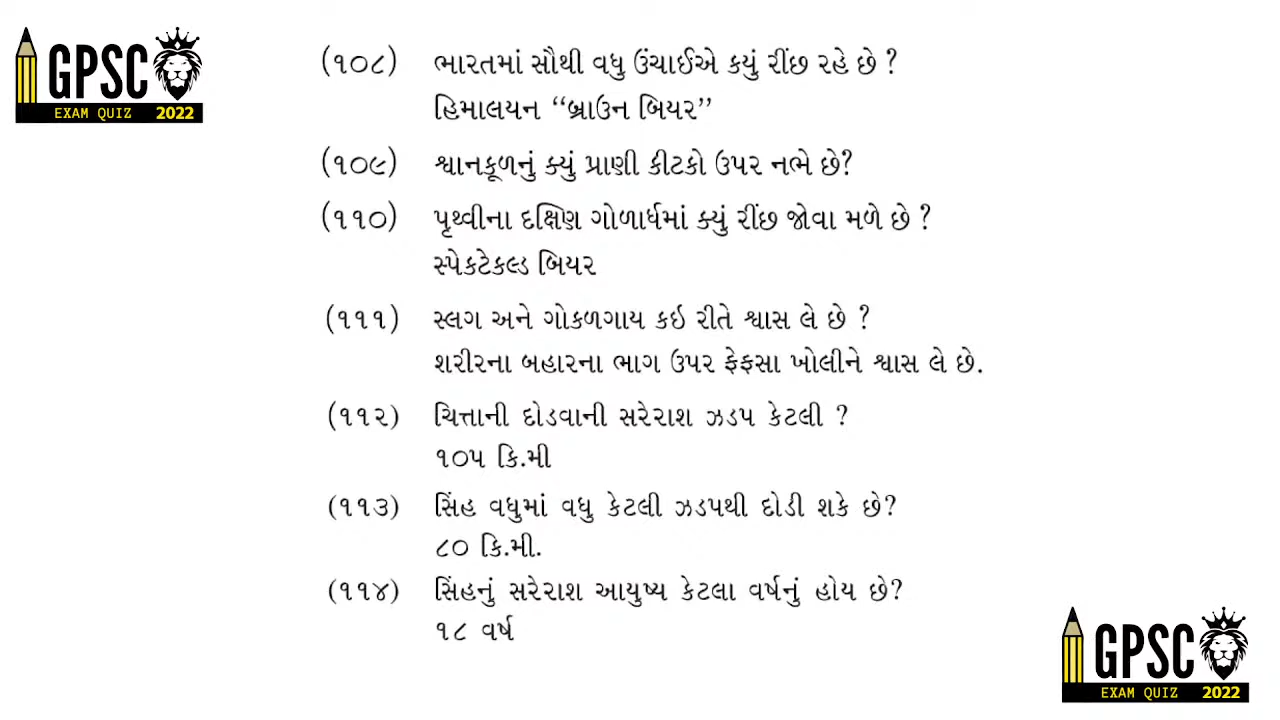 GPSC
EXAM QUIZ 2022
(૧૦૮) ભારતમાં સૌથી વધુ ઉંચાઈએ કયું રીંછ રહે છે ?
હિમાલયન “બ્રાઉન બિયર”
(૧૦૯) શ્વાનકૂળનું ક્યું પ્રાણી કીટકો ઉપર નભે છે?
(૧૧૦) પૃથ્વીના દક્ષિણ ગોળાર્ધમાં ક્યું રીંછ જોવા મળે છે ?
સ્પેકટેકલ્ડ બિયર
(૧૧૧) સ્લગ અને ગોકળગાય કઇ રીતે શ્વાસ લે છે ?
શરીરના બહારના ભાગ ઉપર ફેફસા ખોલીને શ્વાસ લે છે.
(૧૧૨) ચિત્તાની દોડવાની સરેરાશ ઝડપ કેટલી ?
૧૦૫ કિ.મી
(૧૧૩) સિંહ વધુમાં વધુ કેટલી ઝડપથી દોડી શકે છે?
૮૦ કિ.મી.
(૧૧૪) સિંહનું સરેરાશ આયુષ્ય કેટલા વર્ષનું હોય છે?
૧૮ વર્ષ
GPSC
EXAM QUIZ 2022